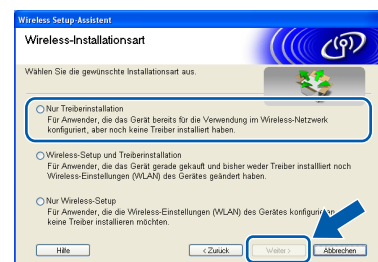 Wireless Setup-Assistent
Wireless-Installationsart
Wählen Sie die gewünschte Installationsart aus.
Nur Treiberinstallation
Für Anwender, die das Gerät bereits für die Verwendung im Wireless-Netzwerk
konfiguriert, aber noch keine Treiber installiert haben.
Wireless-Setup und Treiberinstallation
Für Anwender, die das Gerät gerade gekauft und bisher weder Treiber installliert noch
Wireless-Einstellungen (WLAN) des Gerätes geändert haben.
Nur Wireless-Setup
Für Anwender, die die Wireless-Einstellungen (WLAN) des Gerätes
keine Treiber installieren möchten.
Hilfe
< Zurück
Weiter >
Abbrechen